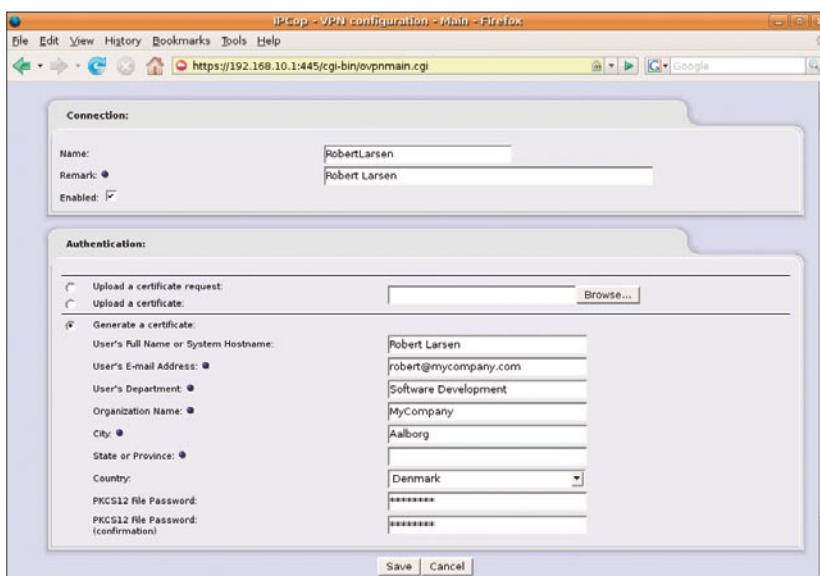 IPCop - VPN configuration - Main - Firefox
File Edit View History Bookmarks Tools Help
https://192.168.10.1:445/cgi-bin/ovpnmain.cgi
Google
Connection:
Name: RobertLarsen
Remark: Robert Larsen
Enabled:
Authentication:
Upload a certificate request:
Browse...
Upload a certificate:
Generate a certificate:
User's Full Name or System Hostname: Robert Larsen
User's E-mail Address: robert@mycompany.com
User's Department: Software Development
Organization Name: MyCompany
City: Aalborg
State or Province:
Country: Denmark
PKCS12 File Password: ********
PKCS12 File Password: ********
(confirmation)
Save Cancel